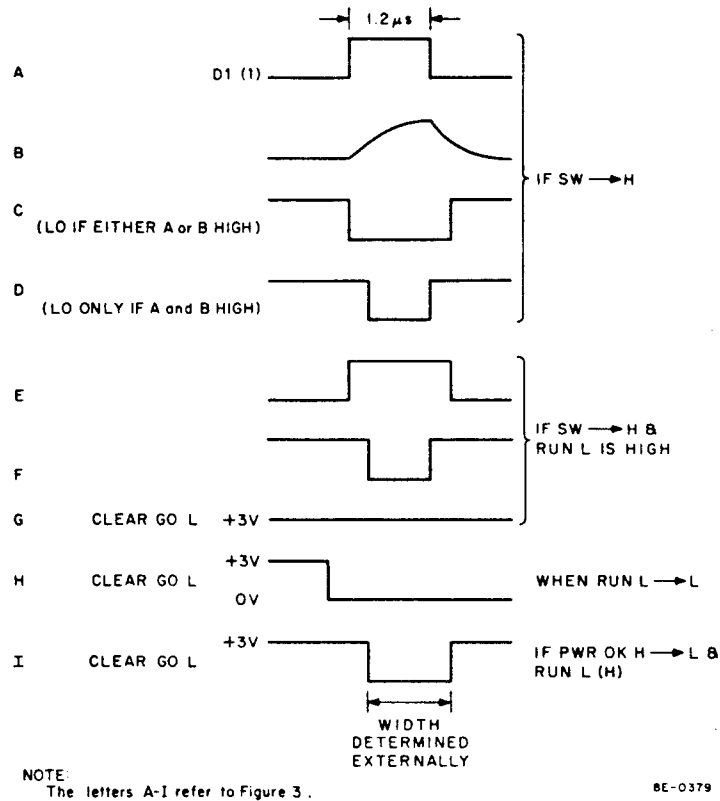 1.2 μs
A D1 (1)
B
IF SW → H
C
(LO IF EITHER A or B HIGH)
D
(LO ONLY IF A and B HIGH)
E
IF SW → H &
RUN L IS HIGH
F
G CLEAR GO L +3V
H CLEAR GO L +3V
0V
WHEN RUN L → L
I CLEAR GO L +3V
IF PWR OK H → L &
RUN L (H)
WIDTH
DETERMINED
EXTERNALLY
NOTE:
The letters A-I refer to Figure 3.
8E-0379